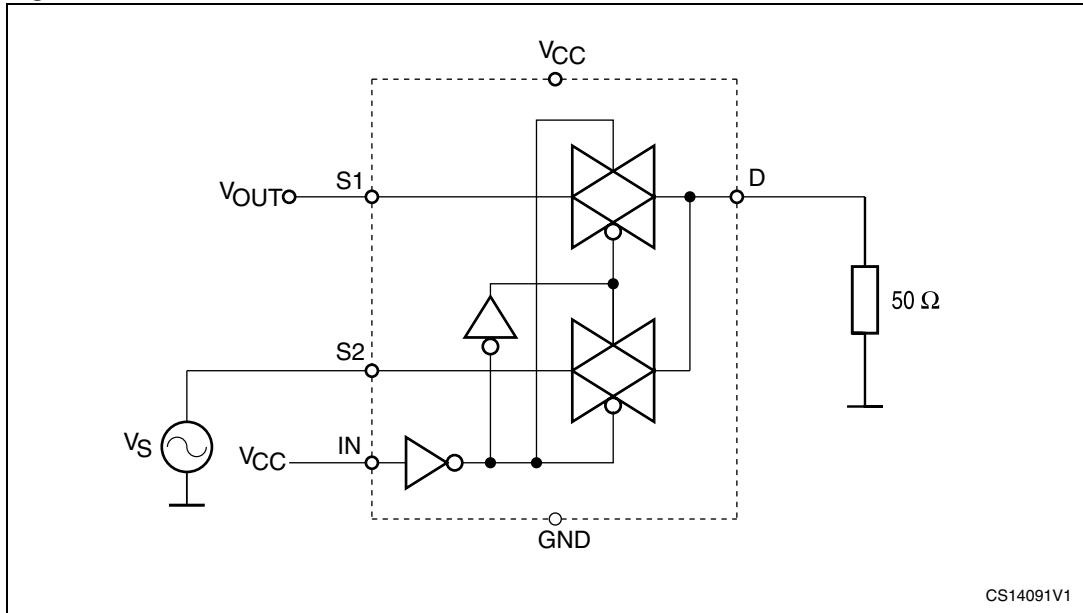 VCC
S1
D
VOUT
50 Ω
S2
VS
VCC
IN
GND
CS14091V1